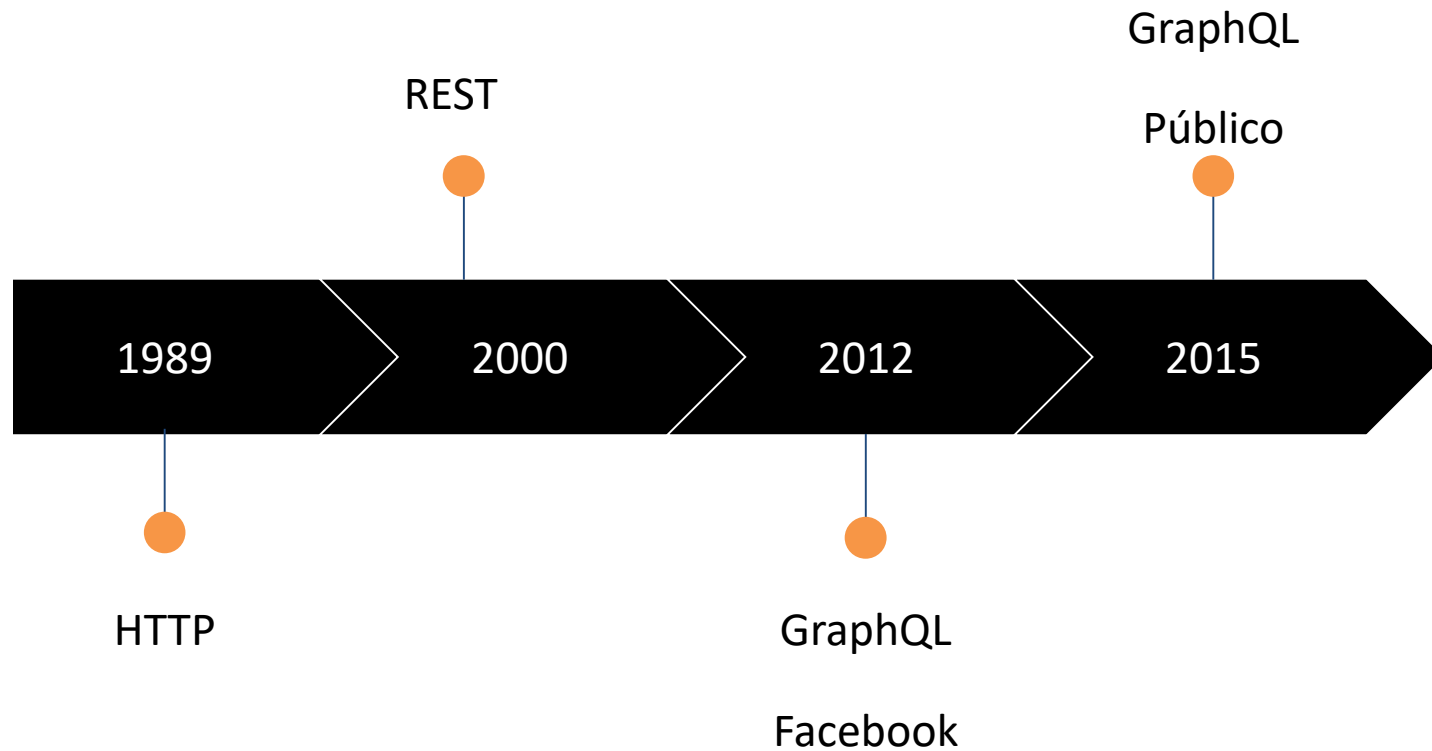 GraphQL
Público
REST
1989
2000
2012
2015
HTTP
GraphQL
Facebook